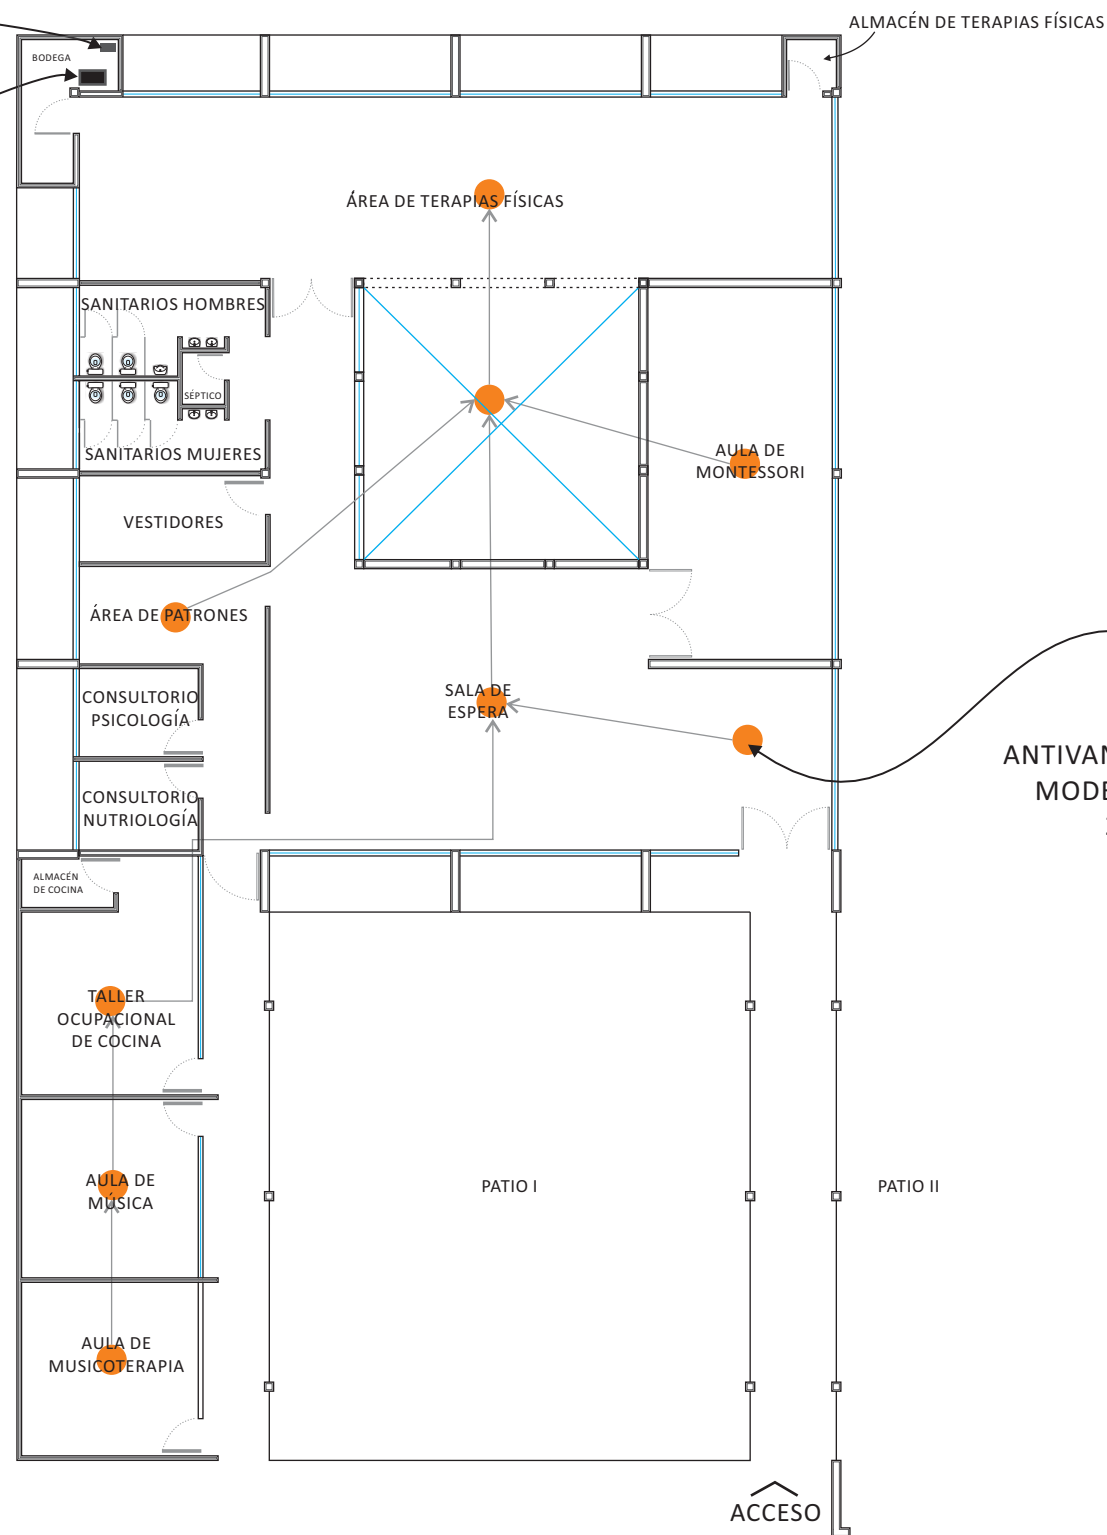 ALMACÉN DE TERAPIAS FÍSICAS
BODEGA
ÁREA DE TERAPIAS FÍSICAS
SANITARIOS HOMBRES
SÉPTICO
SANITARIOS MUJERES
AULA DE
MONTESSORI
VESTIDORES
ÁREA DE PATRONES
CONSULTORIO
PSICOLOGÍA
SALA DE
ESPERA
CONSULTORIO
NUTRIOLOGÍA
ALMACÉN
DE COCINA
TALLER
OCUPACIONAL
DE COCINA
AULA DE
MÚSICA
PATIO I
PATIO II
AULA DE
MUSICOTERAPIA
ACCESO